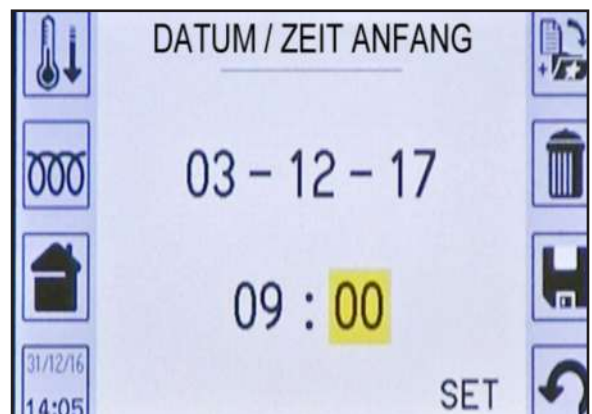 DATUM / ZEIT ANFANG
03 – 12 – 17
09 : 00
31/12/16
14:05
SET